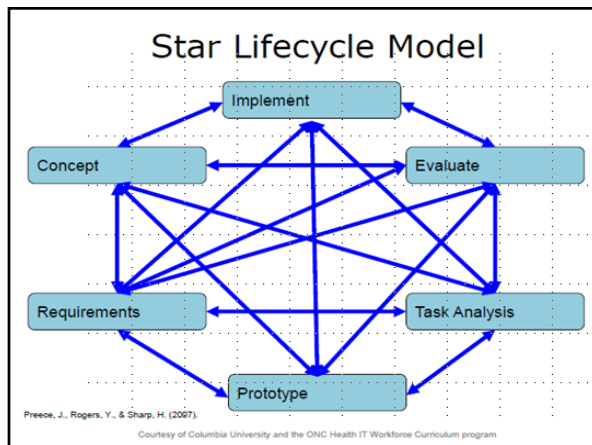 Star Lifecycle Model
Implement
Concept
Evaluate
Requirements
Task Analysis
Prototype
Preece, J., Rogers, Y., & Sharp, H. (2007).
Courtesy of Columbia University and the ONC Health IT Workforce Curriculum program